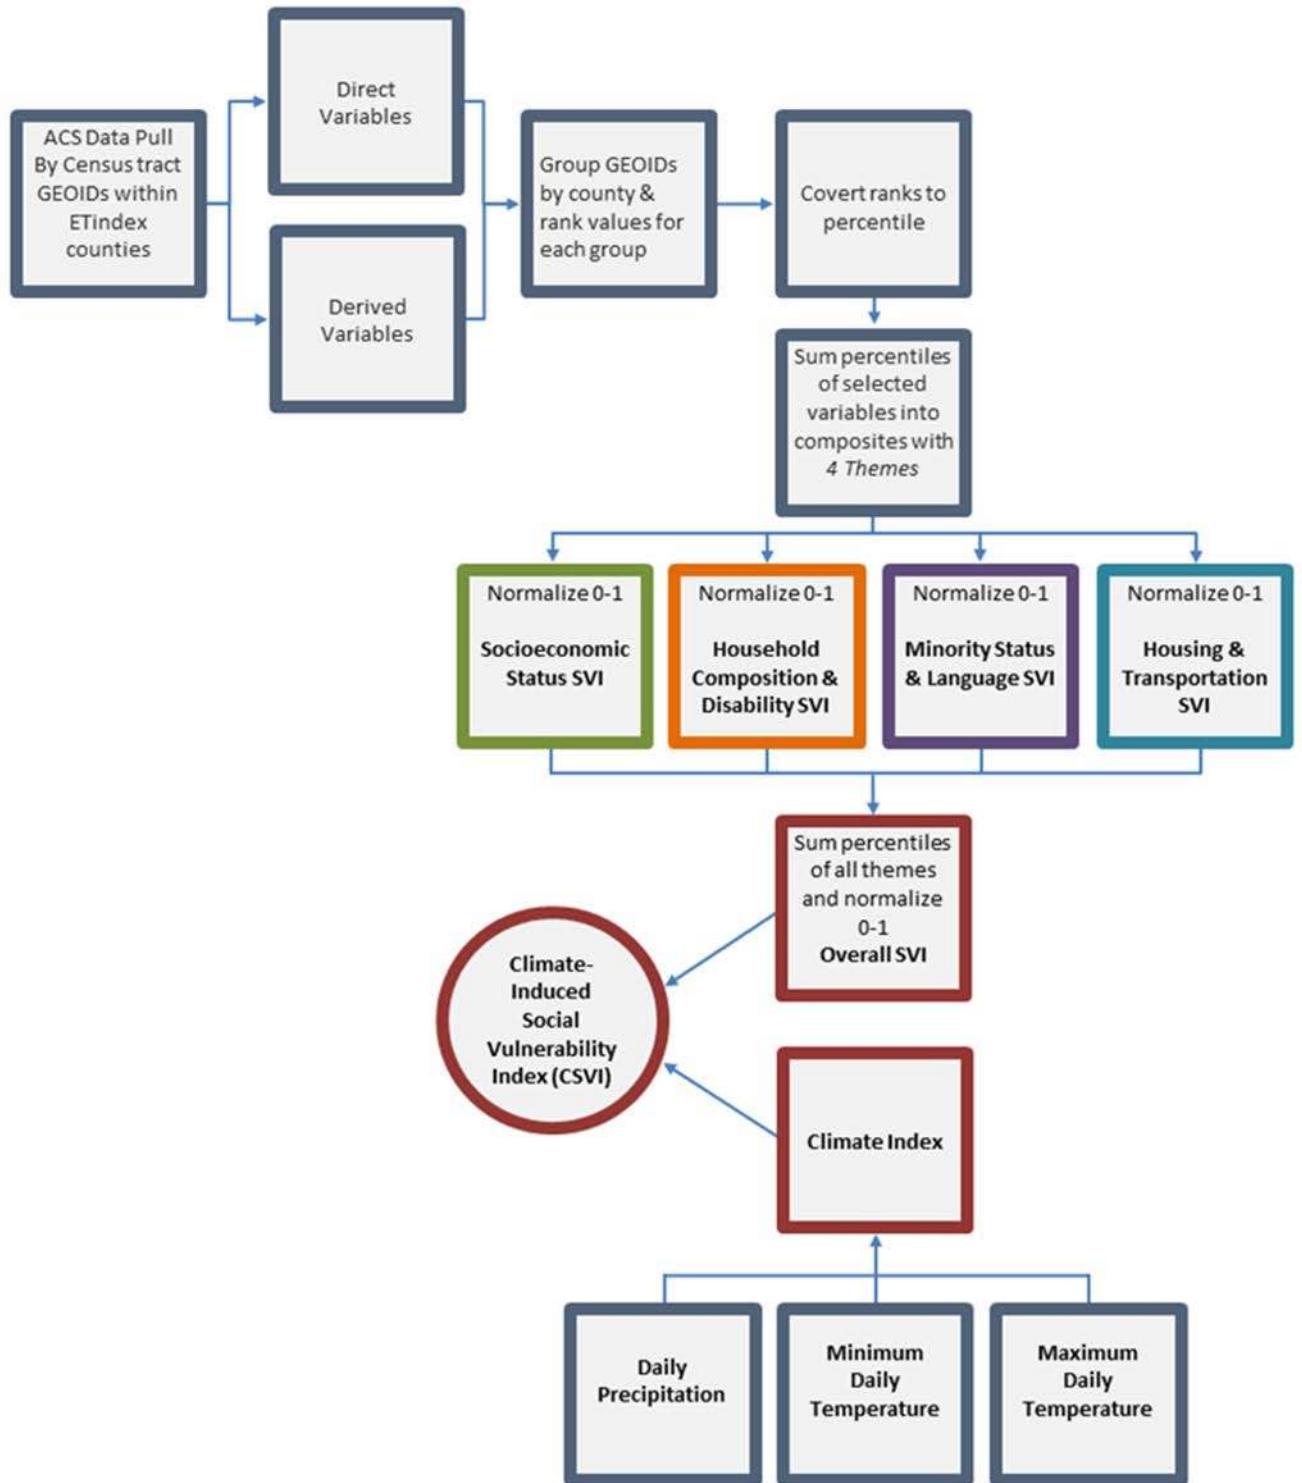 Direct
Variables
ACS Data Pull
By Census tract
GEOIDs within
ETindex
counties
Derived
Variables
Group GEOIDs
by county &
rank values for
each group
Covert ranks to
percentile
Sum percentiles
of selected
variables into
composites with
4 Themes
Normalize 0-1
Socioeconomic
Status SVI
Normalize 0-1
Household
Composition &
Disability SVI
Normalize 0-1
Minority Status
& Language SVI
Normalize 0-1
Housing &
Transportation
SVI
Sum percentiles
of all themes
and normalize
0-1
Overall SVI
Climate-
Induced
Social
Vulnerability
Index (CSVI)
Climate Index
Daily
Precipitation
Minimum
Daily
Temperature
Maximum
Daily
Temperature